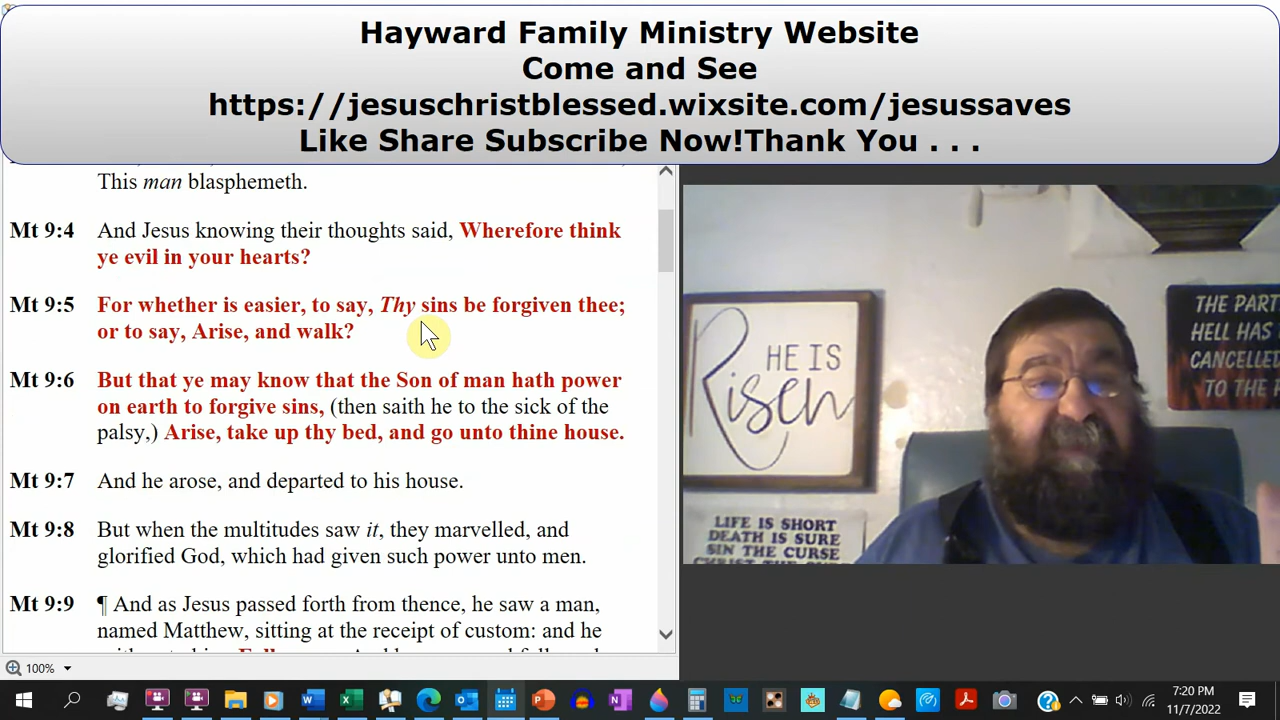 Hayward Family Ministry Website
Come and See
https://jesuschristblessed.wixsite.com/jesussaves
Like Share Subscribe Now!Thank You . . .
This man blasphemeth.
Mt 9:4 And Jesus knowing their thoughts said, Wherefore think
ye evil in your hearts?
Mt 9:5 For whether is easier, to say, Thy sins be forgiven thee;
or to say, Arise, and walk?
Mt 9:6 But that ye may know that the Son of man hath power
on earth to forgive sins, (then saith he to the sick of the
palsy,) Arise, take up thy bed, and go unto thine house.
Mt 9:7 And he arose, and departed to his house.
Mt 9:8 But when the multitudes saw it, they marvelled, and
glorified God, which had given such power unto men.
Mt 9:9 ¶ And as Jesus passed forth from thence, he saw a man,
named Matthew, sitting at the receipt of custom: and he
100%
HE IS
Risen
THE PART
HELL HAS
CANCELLED
TO THE
LIFE IS SHORT
DEATH IS SURE
SIN THE CURSE
7:20 PM
11/7/2022